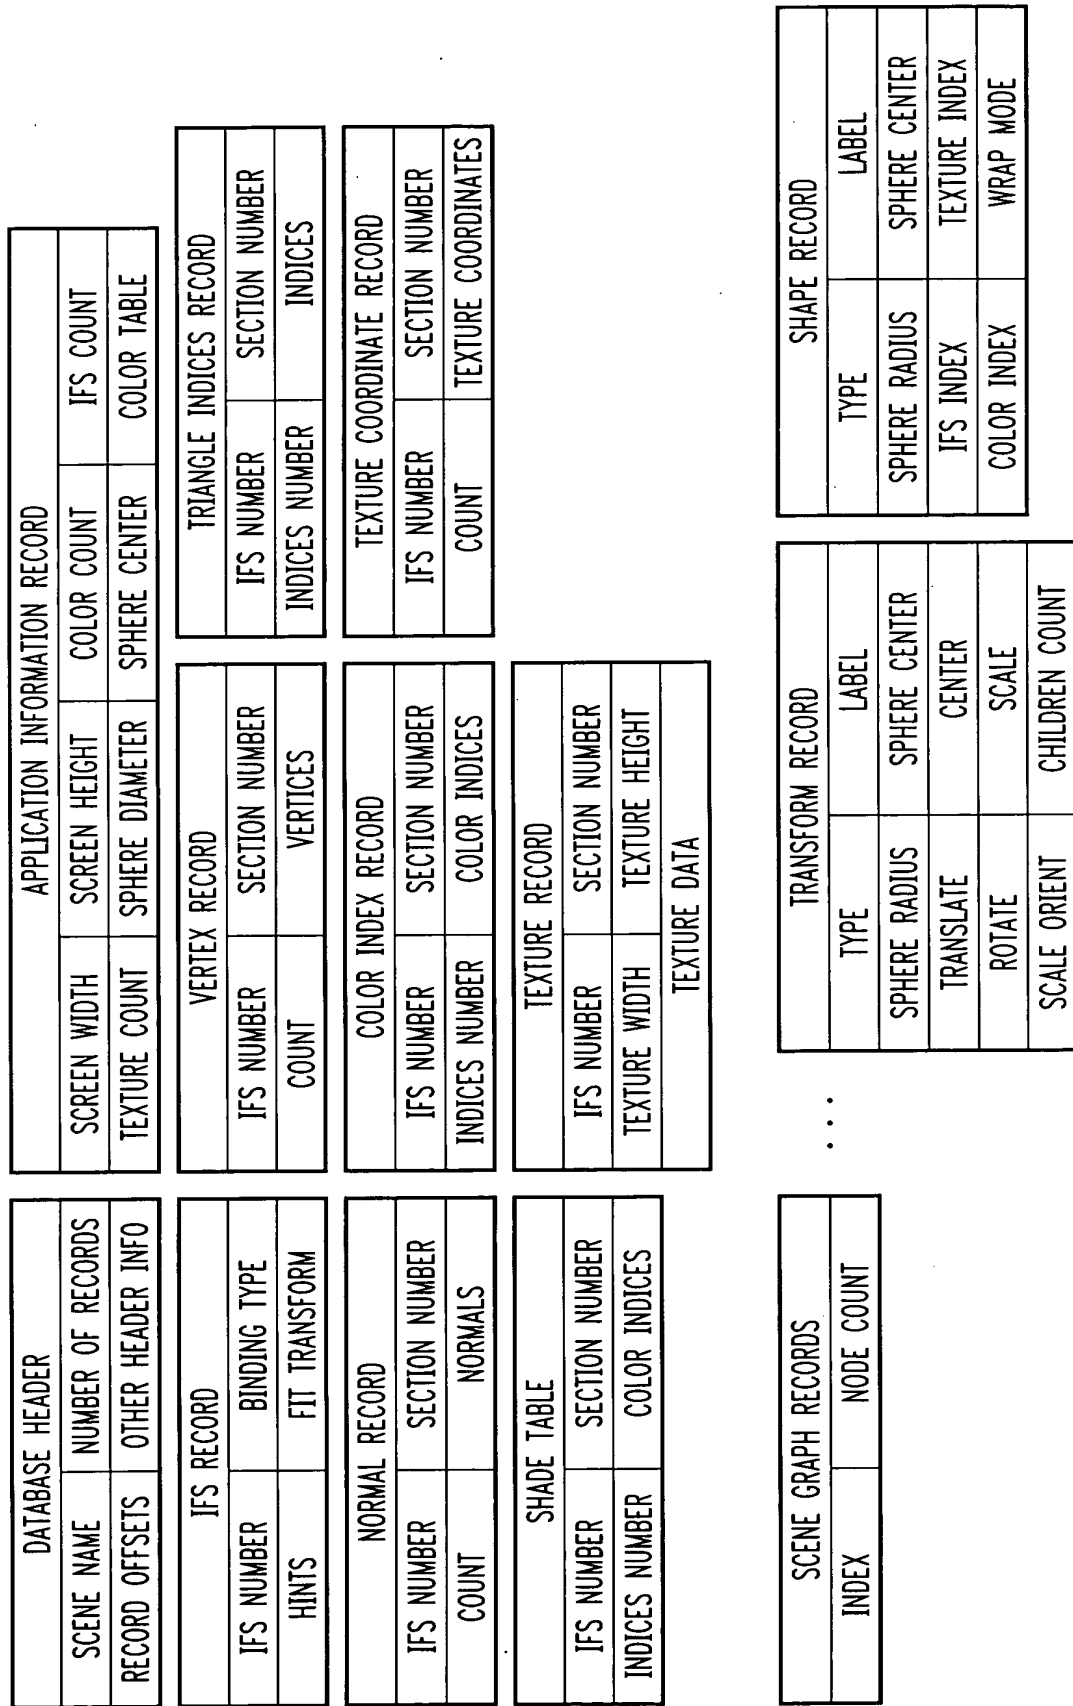 DATABASE HEADER
SCENE NAME NUMBER OF RECORDS
RECORD OFFSETS OTHER HEADER INFO
APPLICATION INFORMATION RECORD
SCREEN WIDTH SCREEN HEIGHT COLOR COUNT IFS COUNT
TEXTURE COUNT SPHERE DIAMETER SPHERE CENTER COLOR TABLE
IFS RECORD
IFS NUMBER BINDING TYPE
HINTS FIT TRANSFORM
VERTEX RECORD
IFS NUMBER SECTION NUMBER
COUNT VERTICES
TRIANGLE INDICES RECORD
IFS NUMBER SECTION NUMBER
INDICES NUMBER INDICES
NORMAL RECORD
IFS NUMBER SECTION NUMBER
COUNT NORMALS
COLOR INDEX RECORD
IFS NUMBER SECTION NUMBER
INDICES NUMBER COLOR INDICES
TEXTURE COORDINATE RECORD
IFS NUMBER SECTION NUMBER
COUNT TEXTURE COORDINATES
SHADE TABLE
IFS NUMBER SECTION NUMBER
INDICES NUMBER COLOR INDICES
TEXTURE RECORD
IFS NUMBER SECTION NUMBER
TEXTURE WIDTH TEXTURE HEIGHT
TEXTURE DATA
SCENE GRAPH RECORDS
INDEX NODE COUNT
...
TRANSFORM RECORD
TYPE LABEL
SPHERE RADIUS SPHERE CENTER
TRANSLATE CENTER
ROTATE SCALE
SCALE ORIENT CHILDREN COUNT
SHAPE RECORD
TYPE LABEL
SPHERE RADIUS SPHERE CENTER
IFS INDEX TEXTURE INDEX
COLOR INDEX WRAP MODE